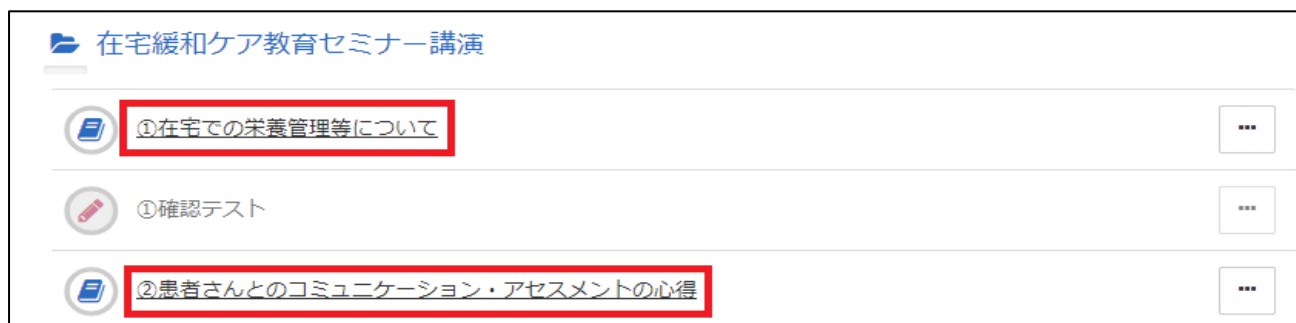 在宅緩和ケア教育セミナー講演
①在宅での栄養管理等について
①確認テスト
②患者さんとのコミュニケーション・アセスメントの心得